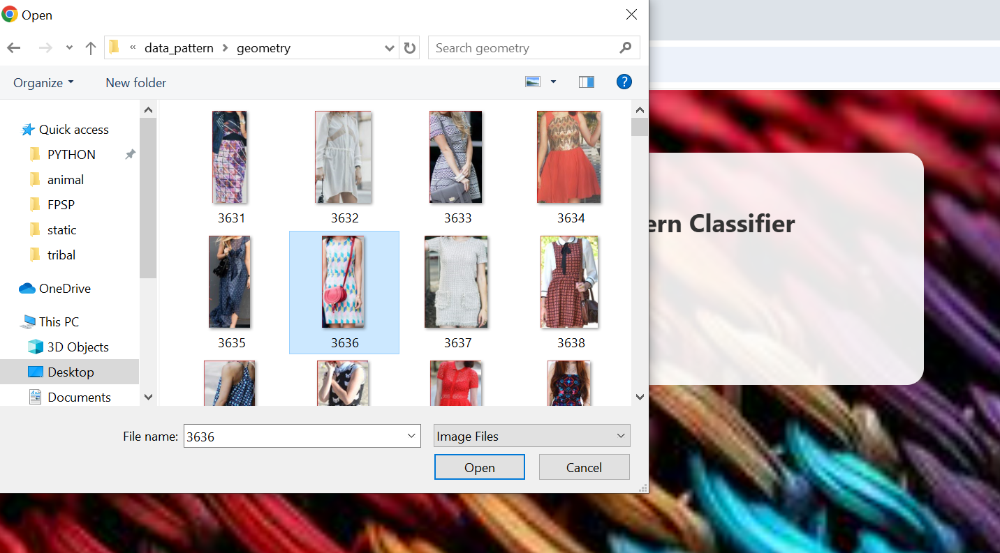 Open
« data_pattern > geometry
Search geometry
Organize
New folder
?
Quick access
PYTHON
animal
FPSP
static
tribal
OneDrive
This PC
3D Objects
Desktop
Documents
3631 3632 3633 3634
3635 3636 3637 3638
ern Classifier
File name: 3636
Image Files
Open Cancel